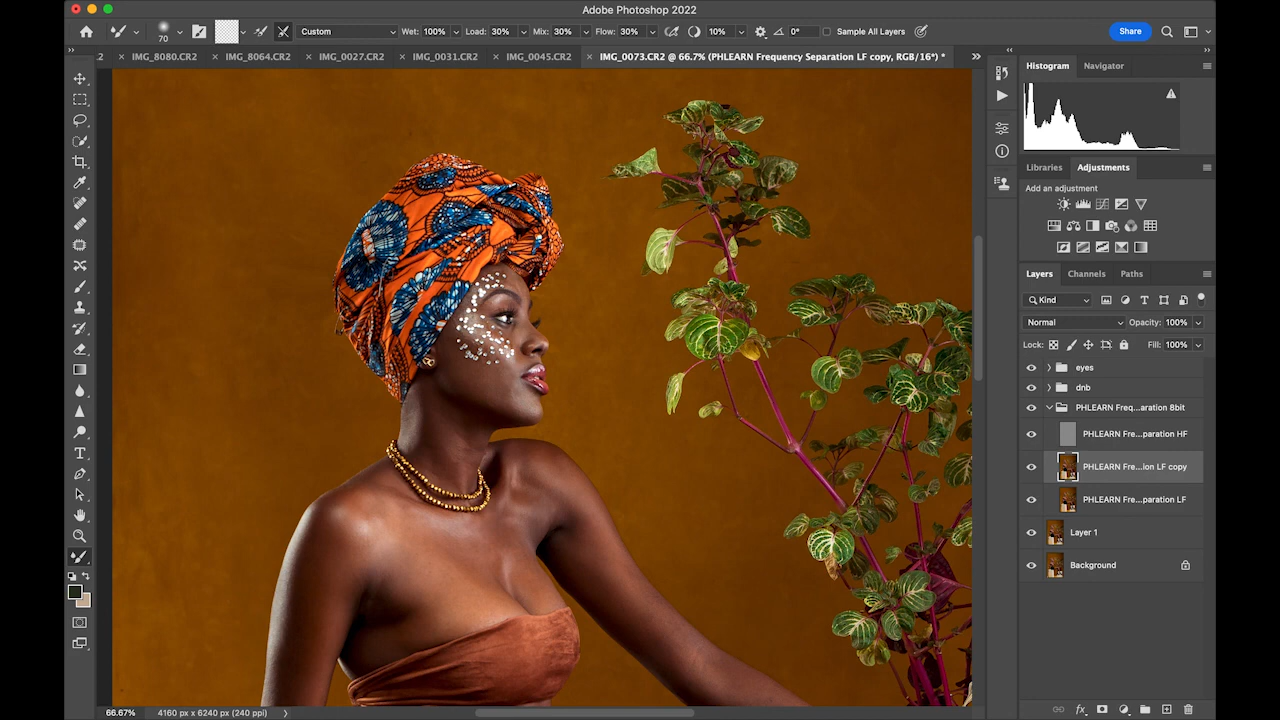 Adobe Photoshop 2022
70 Custom Wet: 100% Load: 30% Mix: 30% Flow: 30% 10% 0° Sample All Layers Share
.2 × IMG_8080.CR2 × IMG_8064.CR2 × IMG_0027.CR2 × IMG_0031.CR2 × IMG_0045.CR2 × IMG_0073.CR2 @ 66.7% (PHLEARN Frequency Separation LF copy, RGB/16*) *
Histogram Navigator
Libraries Adjustments
Add an adjustment
Layers Channels Paths
Kind
Normal Opacity: 100%
Lock: Fill: 100%
eyes
dnb
PHLEARN Freq...aration 8bit
PHLEARN Fre...paration HF
PHLEARN Fre...ion LF copy
PHLEARN Fre...paration LF
Layer 1
Background
66.67% 4160 px x 6240 px (240 ppi)